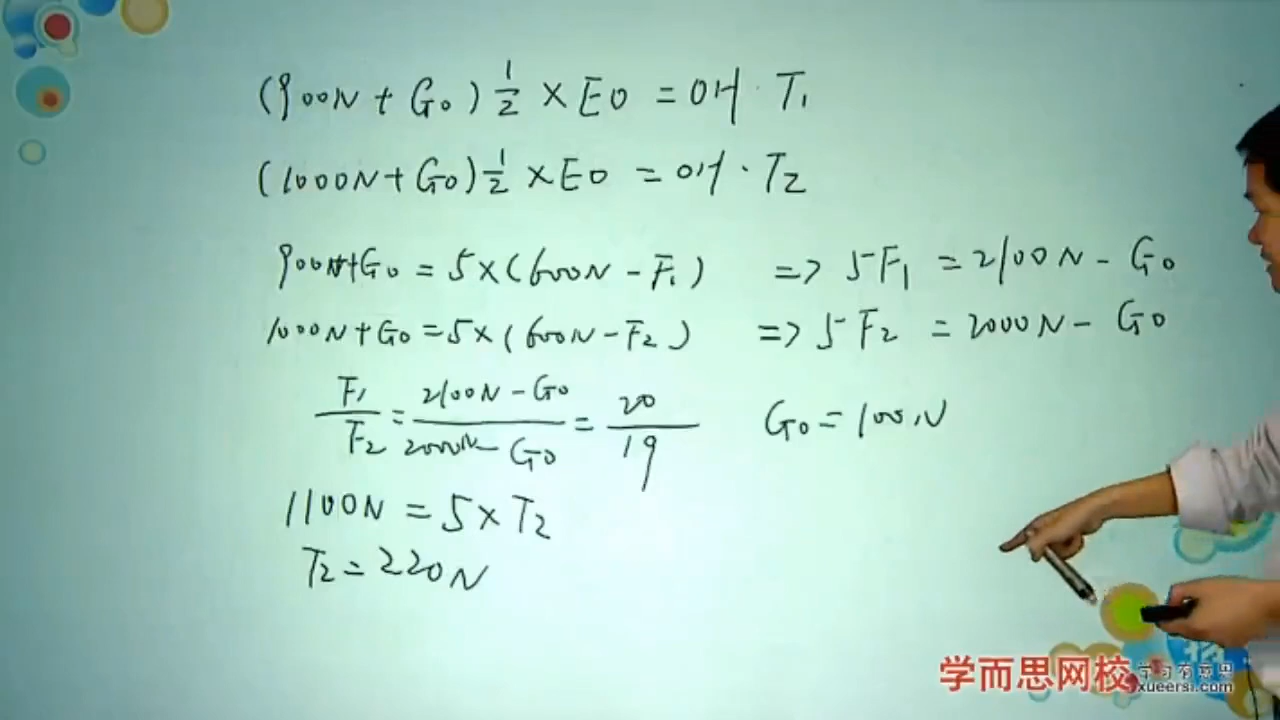 (900N + G₀) 1/2 × EO = OH · T₁
(1000N + G₀) 1/2 × EO = OH · T₂
900N + G₀ = 5 × (600N − F₁) => 5F₁ = 2100N − G₀
1000N + G₀ = 5 × (600N − F₂) => 5F₂ = 2000N − G₀
F₁/F₂ = (2100N − G₀)/(2000N − G₀) = 20/19 G₀ = 100N
1100N = 5 × T₂
T₂ = 220N
学而思网校
xueersi.com